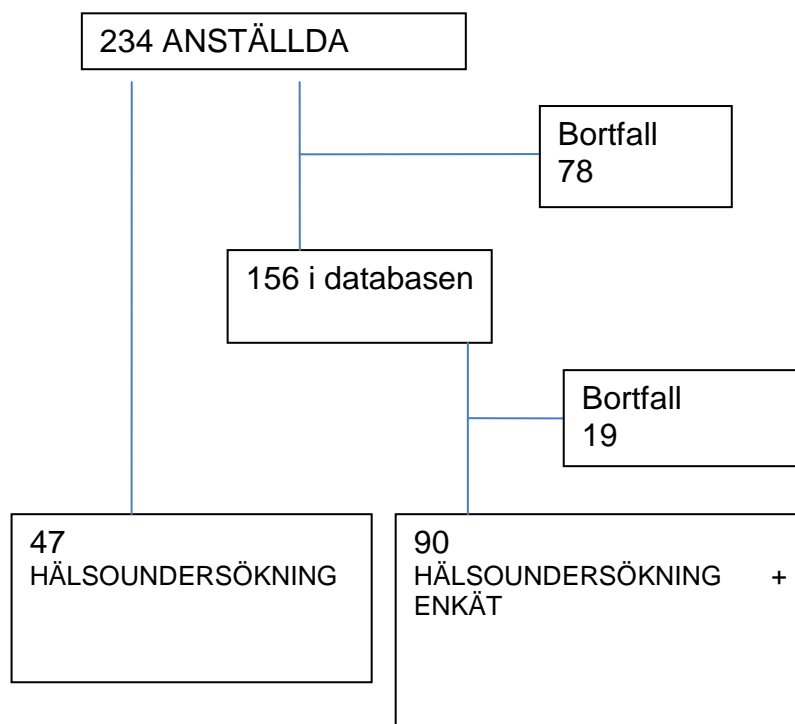 234 ANSTÄLLDA
Bortfall
78
156 i databasen
Bortfall
19
47
HÄLSOUNDERSÖKNING
90
HÄLSOUNDERSÖKNING +
ENKÄT